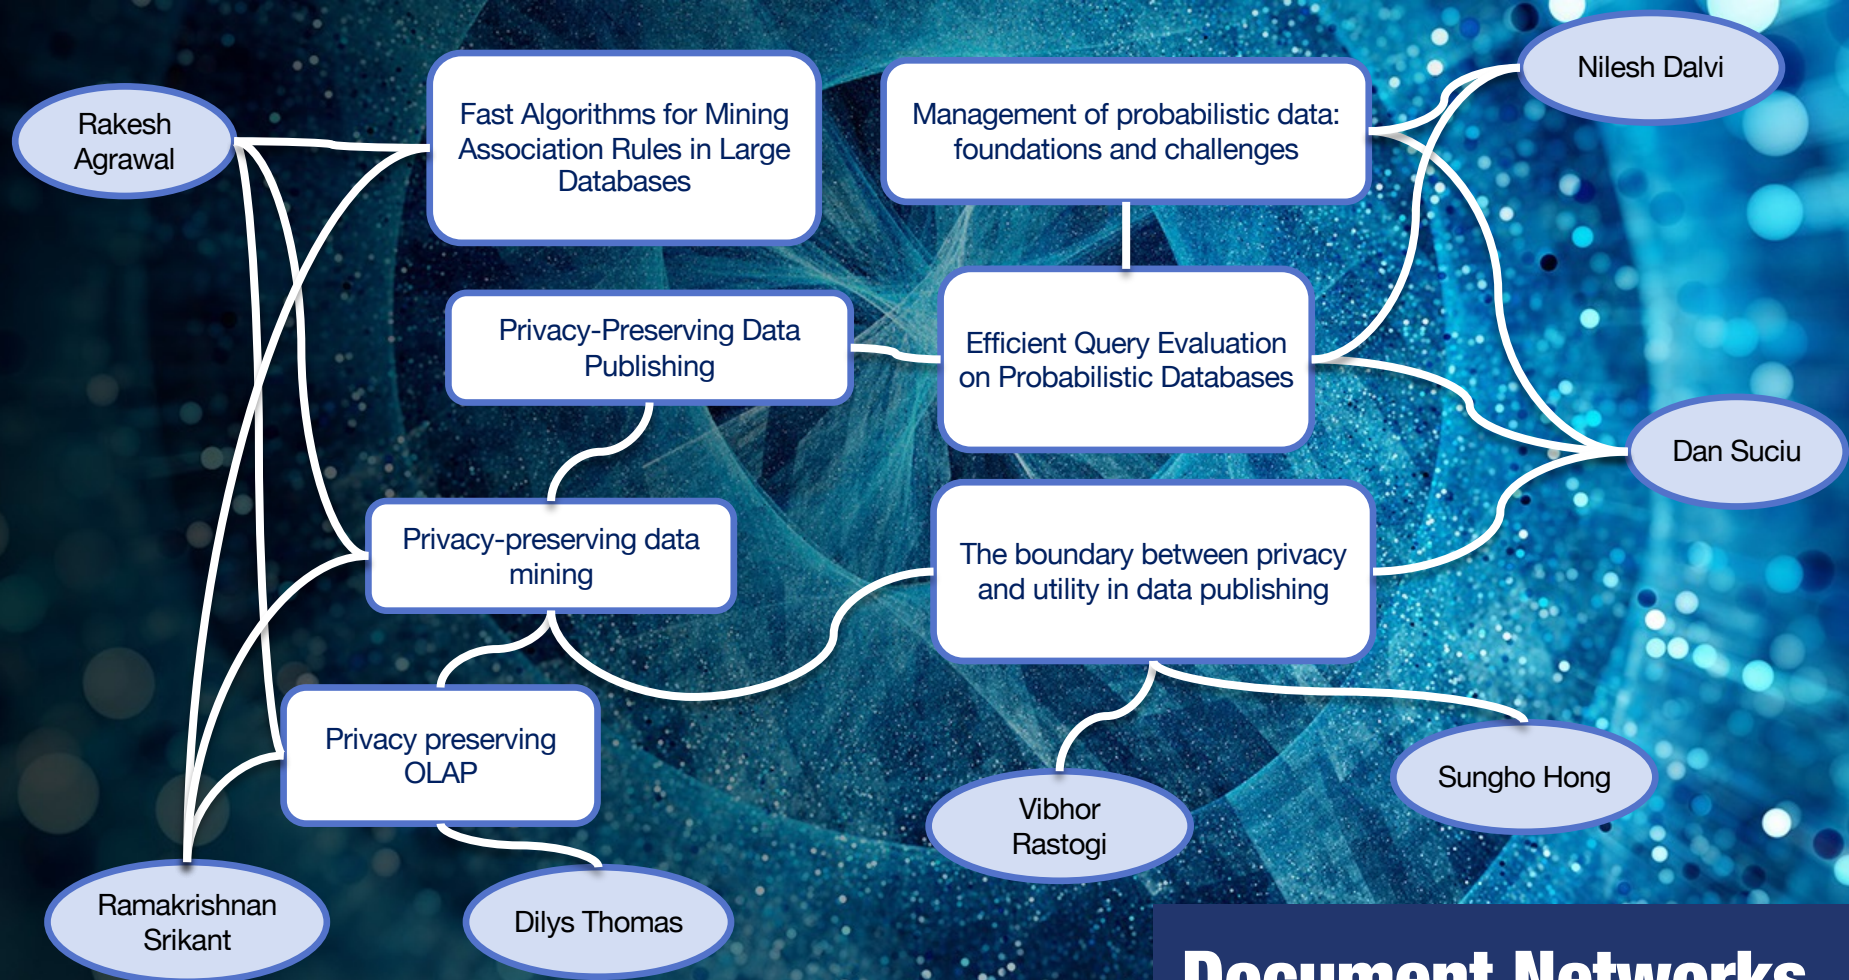 Rakesh
Agrawal
Fast Algorithms for Mining
Association Rules in Large
Databases
Management of probabilistic data:
foundations and challenges
Nilesh Dalvi
Privacy-Preserving Data
Publishing
Efficient Query Evaluation
on Probabilistic Databases
Dan Suciu
Privacy-preserving data
mining
The boundary between privacy
and utility in data publishing
Privacy preserving
OLAP
Vibhor
Rastogi
Sungho Hong
Ramakrishnan
Srikant
Dilys Thomas
Document Networks